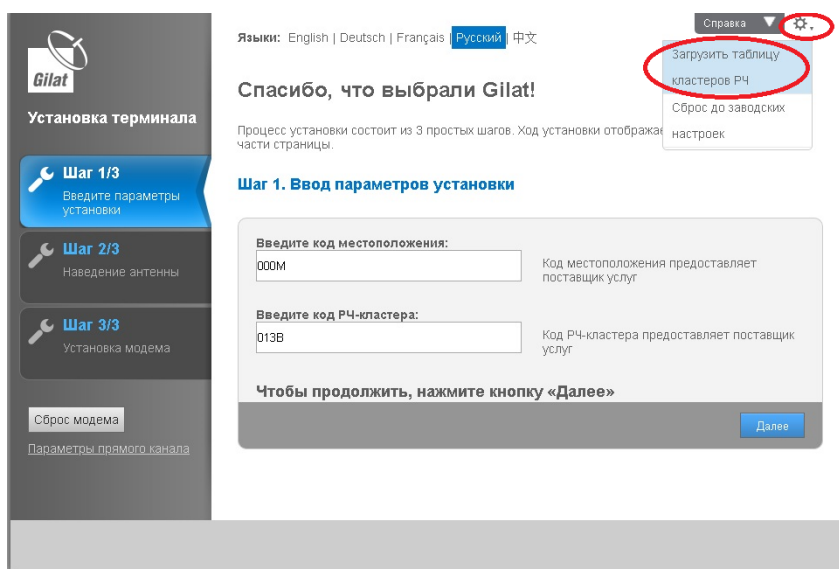 Gilat
Установка терминала
Шаг 1/3
Введите параметры
установки
Шаг 2/3
Наведение антенны
Шаг 3/3
Установка модема
Сброс модема
Параметры прямого канала
Языки: English | Deutsch | Français | Русский | 中文
Справка
Загрузить таблицу
кластеров РЧ
Сброс до заводских
настроек
Спасибо, что выбрали Gilat!
Процесс установки состоит из 3 простых шагов. Ход установки
части страницы.
Шаг 1. Ввод параметров установки
Введите код местоположения:
000M
Код местоположения предоставляет
поставщик услуг
Введите код РЧ-кластера:
013B
Код РЧ-кластера предоставляет поставщик
услуг
Чтобы продолжить, нажмите кнопку «Далее»
Далее